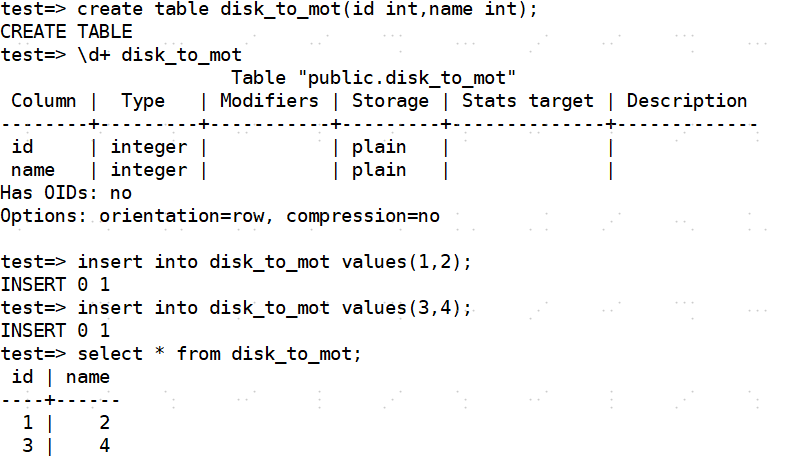 test=> create table disk_to_mot(id int,name int);
CREATE TABLE
test=> \d+ disk_to_mot
                     Table "public.disk_to_mot"
 Column |  Type   | Modifiers | Storage | Stats target | Description
--------+---------+-----------+---------+--------------+-------------
 id     | integer |           | plain   |              |
 name   | integer |           | plain   |              |
Has OIDs: no
Options: orientation=row, compression=no

test=> insert into disk_to_mot values(1,2);
INSERT 0 1
test=> insert into disk_to_mot values(3,4);
INSERT 0 1
test=> select * from disk_to_mot;
 id | name
----+------
  1 |    2
  3 |    4